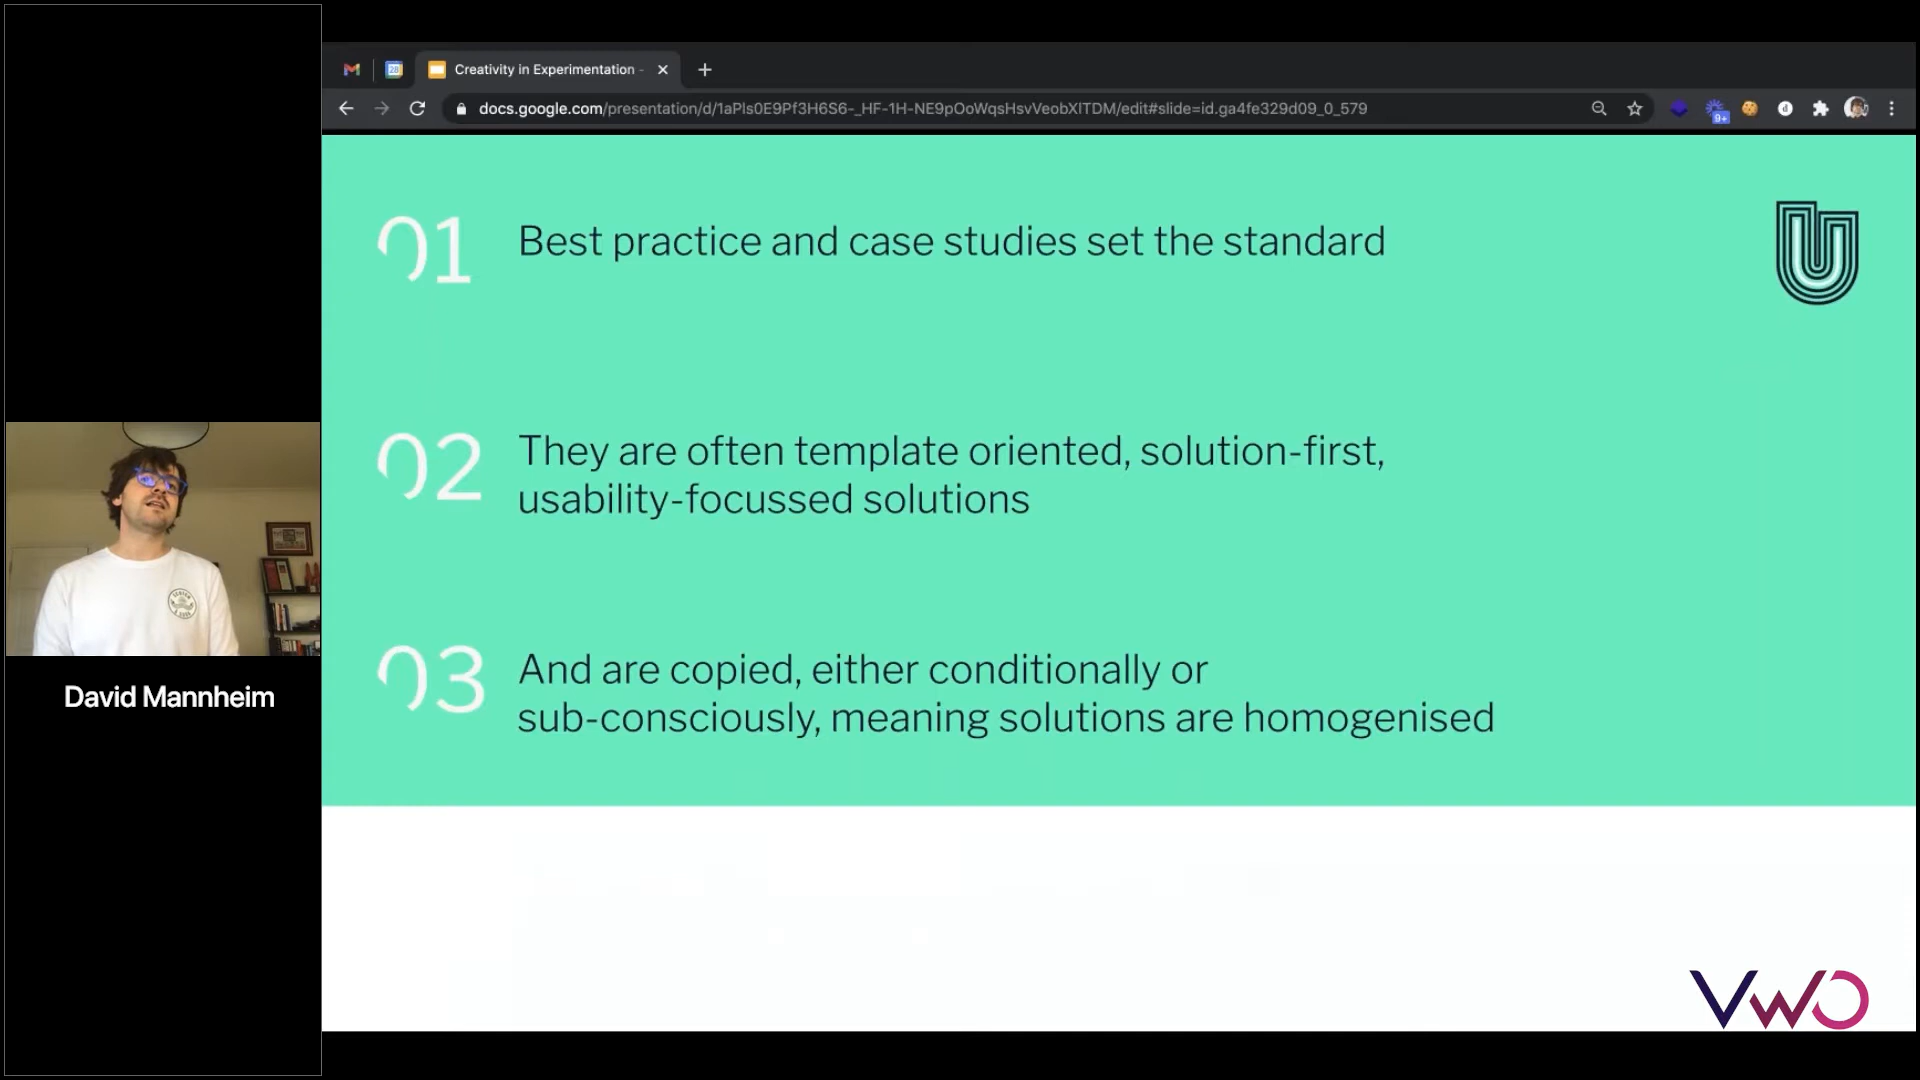 Creativity in Experimentation -
docs.google.com/presentation/d/1aPls0E9Pf3H6S6-_HF-1H-NE9pOoWqsHsvVeobXlTDM/edit#slide=id.ga4fe329d09_0_579
9+
01 Best practice and case studies set the standard
02 They are often template oriented, solution-first,
usability-focussed solutions
03 And are copied, either conditionally or
sub-consciously, meaning solutions are homogenised
David Mannheim
VWO